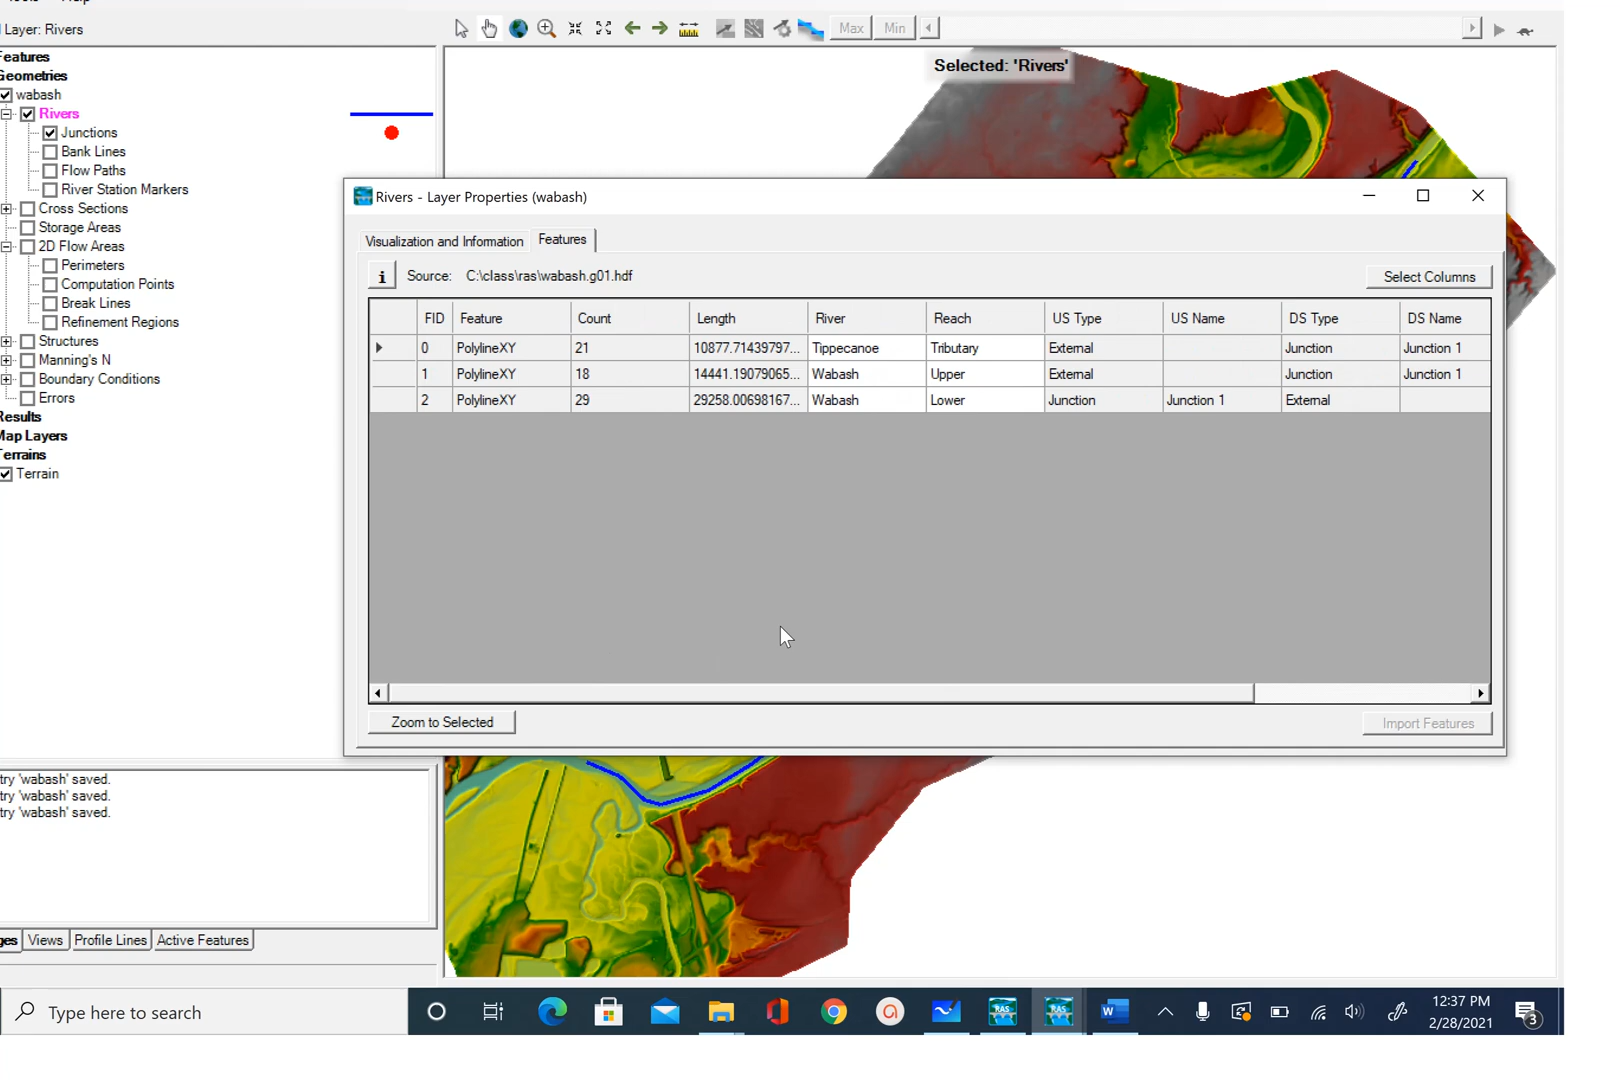 Layer: Rivers
Max
Min
Features
Geometries
wabash
Rivers
Junctions
Bank Lines
Flow Paths
River Station Markers
Cross Sections
Storage Areas
2D Flow Areas
Perimeters
Computation Points
Break Lines
Refinement Regions
Structures
Manning's N
Boundary Conditions
Errors
Results
Map Layers
Terrains
Terrain
Selected: 'Rivers'
Rivers - Layer Properties (wabash)
Visualization and Information Features
i Source: C:\class\ras\wabash.g01.hdf Select Columns
FID Feature Count Length River Reach US Type US Name DS Type DS Name
0 PolylineXY 21 10877.71439797... Tippecanoe Tributary External Junction Junction 1
1 PolylineXY 18 14441.19079065... Wabash Upper External Junction Junction 1
2 PolylineXY 29 29258.00698167... Wabash Lower Junction Junction 1 External
Zoom to Selected Import Features
try 'wabash' saved.
try 'wabash' saved.
try 'wabash' saved.
ges Views Profile Lines Active Features
Type here to search
RAS
RAS
W
12:37 PM
2/28/2021
3